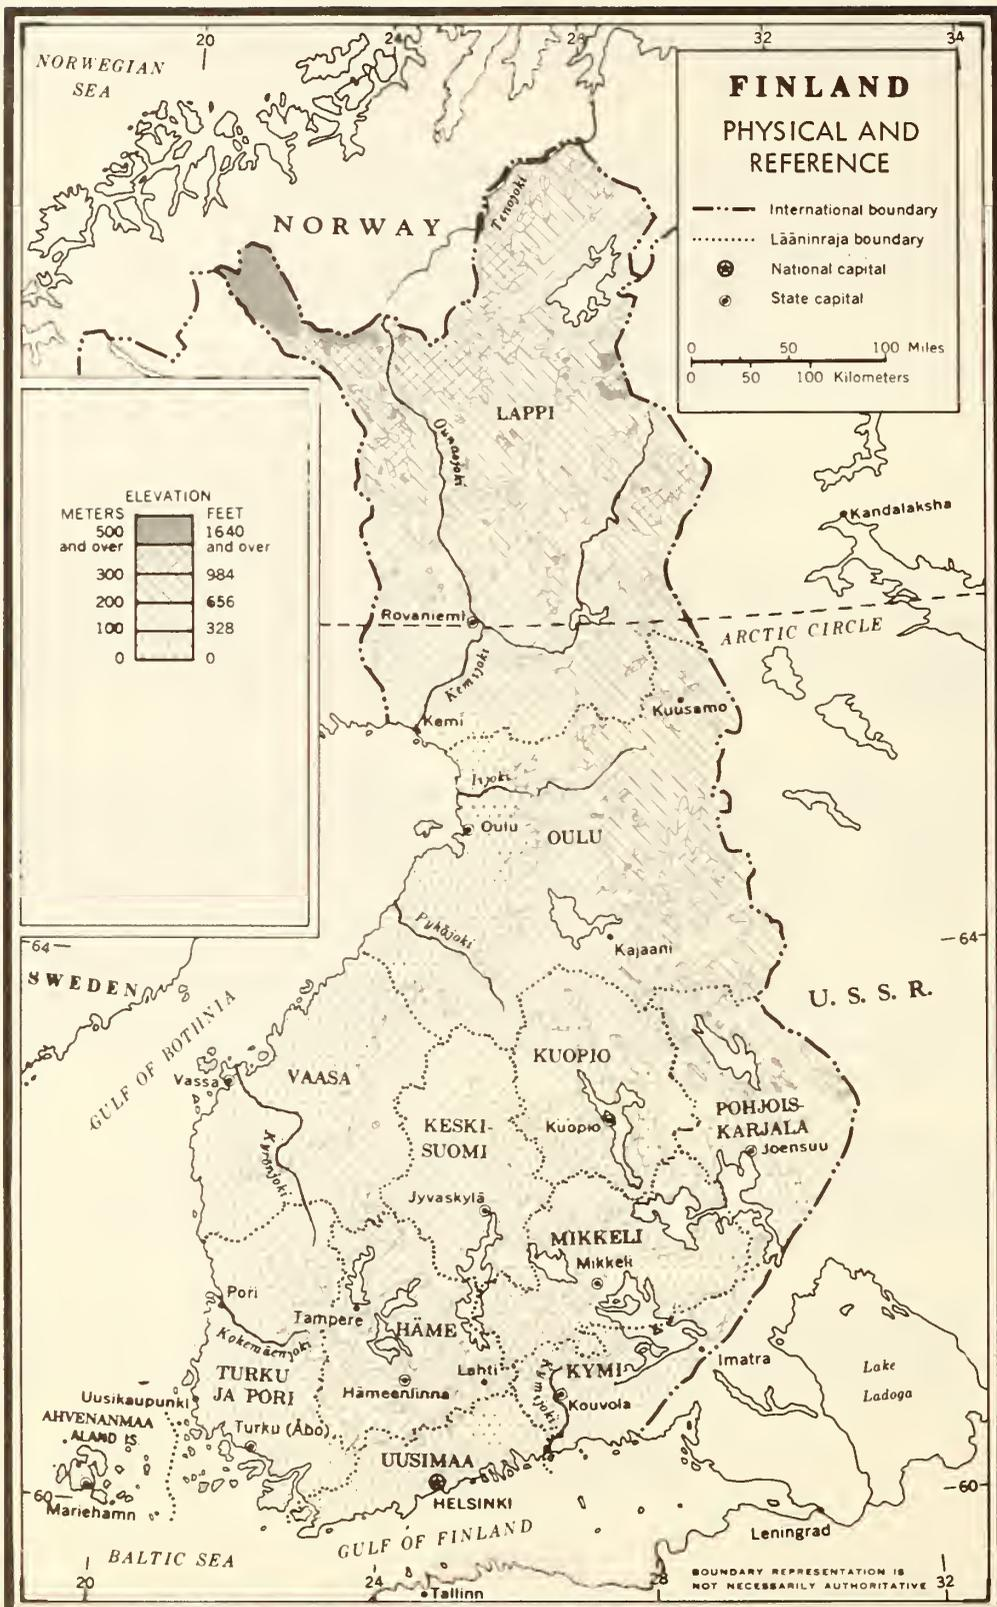 20
24
28
32
34
NORWEGIAN
SEA
FINLAND
PHYSICAL AND
REFERENCE
International boundary
Lääninraja boundary
National capital
State capital
0 50 100 Miles
0 50 100 Kilometers
NORWAY
Tenojoki
LAPPI
Ounasjoki
ELEVATION
METERS FEET
500 1640
and over and over
300 984
200 656
100 328
0 0
Kandalaksha
Rovaniemi
ARCTIC CIRCLE
Kemijoki
Kemi
Kuusamo
Iijoki
Oulu
OULU
Pyhäjoki
Kajaani
64
64
SWEDEN
U. S. S. R.
GULF OF BOTHNIA
KUOPIO
Vassa
VAASA
Kuopio
KESKI-
SUOMI
POHJOIS-
KARJALA
Joensuu
Kyrönjoki
Jyvaskylä
MIKKELI
Mikkeli
Pori
Tampere
Kokemäenjoki
HÄME
TURKU
JA PORI
Lahti
KYMI
Imatra
Lake
Ladoga
Hämeenlinna
Kymijoki
Kouvola
Uusikaupunki
AHVENANMAA
ALAND IS
Turku (Åbo)
UUSIMAA
HELSINKI
60
60
Mariehamn
Leningrad
GULF OF FINLAND
BALTIC SEA
BOUNDARY REPRESENTATION IS
NOT NECESSARILY AUTHORITATIVE
20
24
28
32
Tallinn